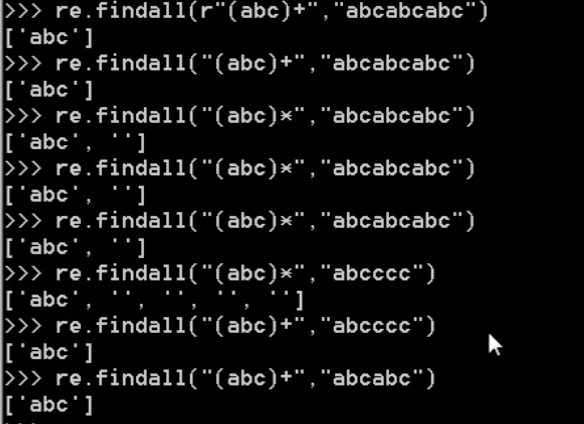 >>> re.findall(r"(abc)+","abcabcabc")
['abc']
>>> re.findall("(abc)+","abcabcabc")
['abc']
>>> re.findall("(abc)*","abcabcabc")
['abc', '']
>>> re.findall("(abc)*","abcabcabc")
['abc', '']
>>> re.findall("(abc)*","abcabcabc")
['abc', '']
>>> re.findall("(abc)*","abcccc")
['abc', '', '', '', '']
>>> re.findall("(abc)+","abcccc")
['abc']
>>> re.findall("(abc)+","abcabc")
['abc']